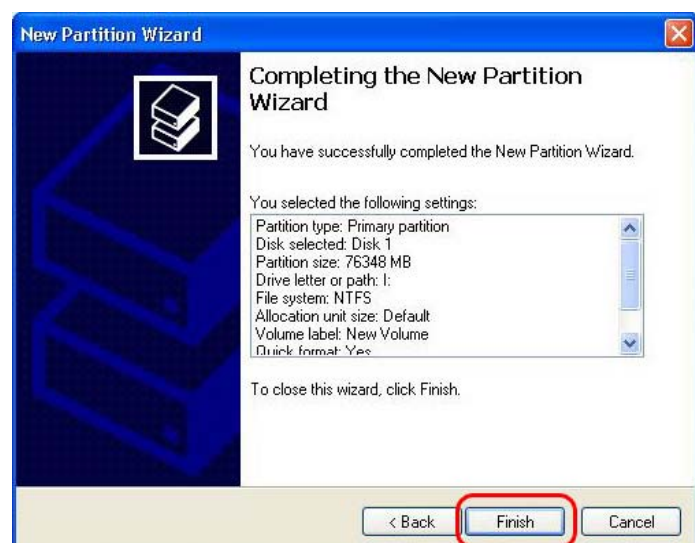 New Partition Wizard
Completing the New Partition
Wizard
You have successfully completed the New Partition Wizard.
You selected the following settings:
Partition type: Primary partition
Disk selected: Disk 1
Partition size: 76348 MB
Drive letter or path: I:
File system: NTFS
Allocation unit size: Default
Volume label: New Volume
Quick format: Yes
To close this wizard, click Finish.
< Back Finish Cancel